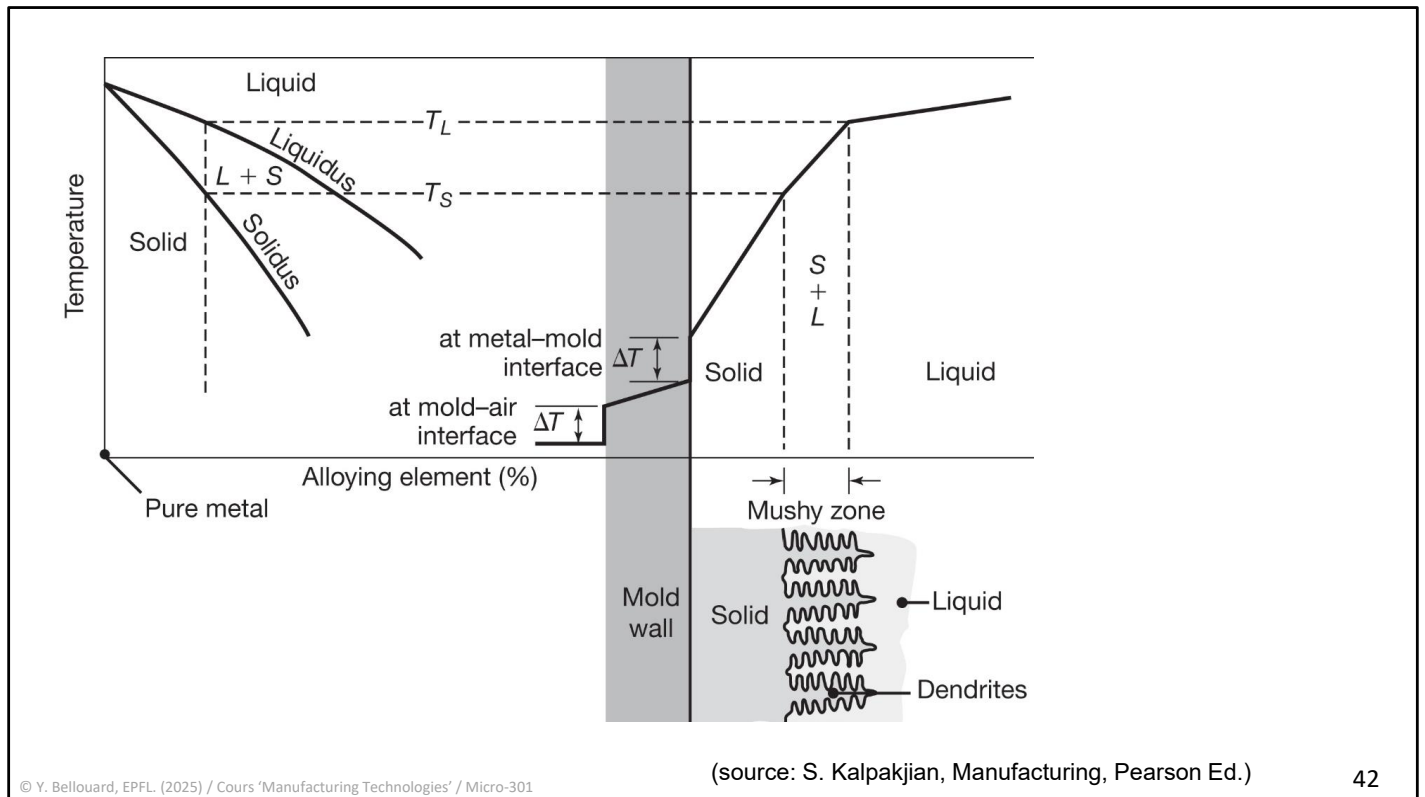 Liquid
T_L
Liquidus
L + S
T_S
Solid
Solidus
Temperature
S
+
L
at metal–mold
interface
ΔT
Solid
Liquid
at mold–air
interface
ΔT
Alloying element (%)
Pure metal
Mushy zone
Mold
wall
Solid
Liquid
Dendrites
(source: S. Kalpakjian, Manufacturing, Pearson Ed.)
© Y. Bellouard, EPFL. (2025) / Cours ‘Manufacturing Technologies’ / Micro-301
42